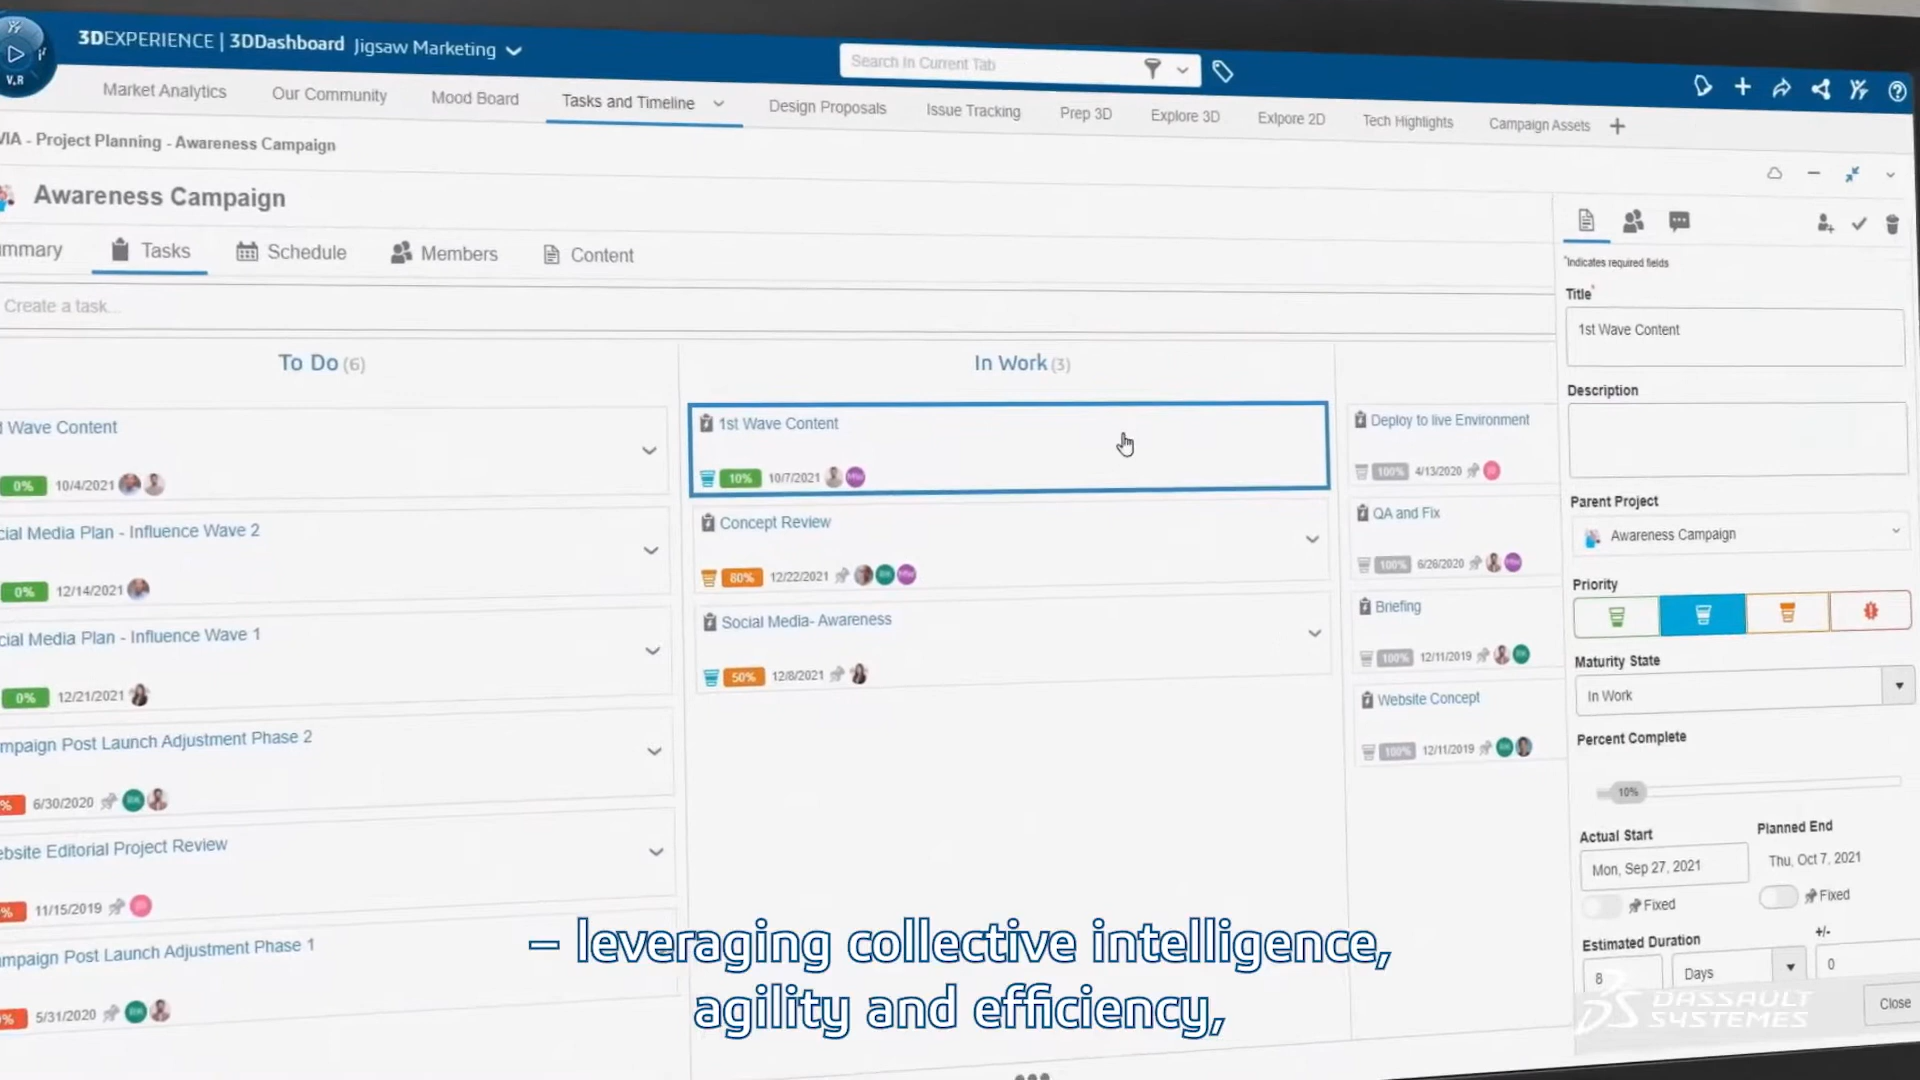 3DEXPERIENCE | 3DDashboard Jigsaw Marketing
Search In Current Tab
V.R
Market Analytics
Our Community
Mood Board
Tasks and Timeline
Design Proposals
Issue Tracking
Prep 3D
Explore 3D
Exlpore 2D
Tech Highlights
Campaign Assets
VIA - Project Planning - Awareness Campaign
Awareness Campaign
mmary
Tasks
Schedule
Members
Content
Create a task...
To Do (6)
d Wave Content
0% 10/4/2021
cial Media Plan - Influence Wave 2
0% 12/14/2021
cial Media Plan - Influence Wave 1
0% 12/21/2021
mpaign Post Launch Adjustment Phase 2
% 6/30/2020
ebsite Editorial Project Review
% 11/15/2019
mpaign Post Launch Adjustment Phase 1
0% 5/31/2020
In Work (3)
1st Wave Content
10% 10/7/2021
Concept Review
80% 12/22/2021
Social Media- Awareness
50% 12/8/2021
Deploy to live Environment
100% 4/13/2020
QA and Fix
100% 6/26/2020
Briefing
100% 12/11/2019
Website Concept
100% 12/11/2019
*Indicates required fields
Title*
1st Wave Content
Description
Parent Project
Awareness Campaign
Priority
Maturity State
In Work
Percent Complete
10%
Actual Start
Planned End
Mon, Sep 27, 2021
Thu, Oct 7, 2021
Fixed
Fixed
Estimated Duration
+/-
8
Days
0
Close
– leveraging collective intelligence,
agility and efficiency,
DASSAULT
SYSTEMES